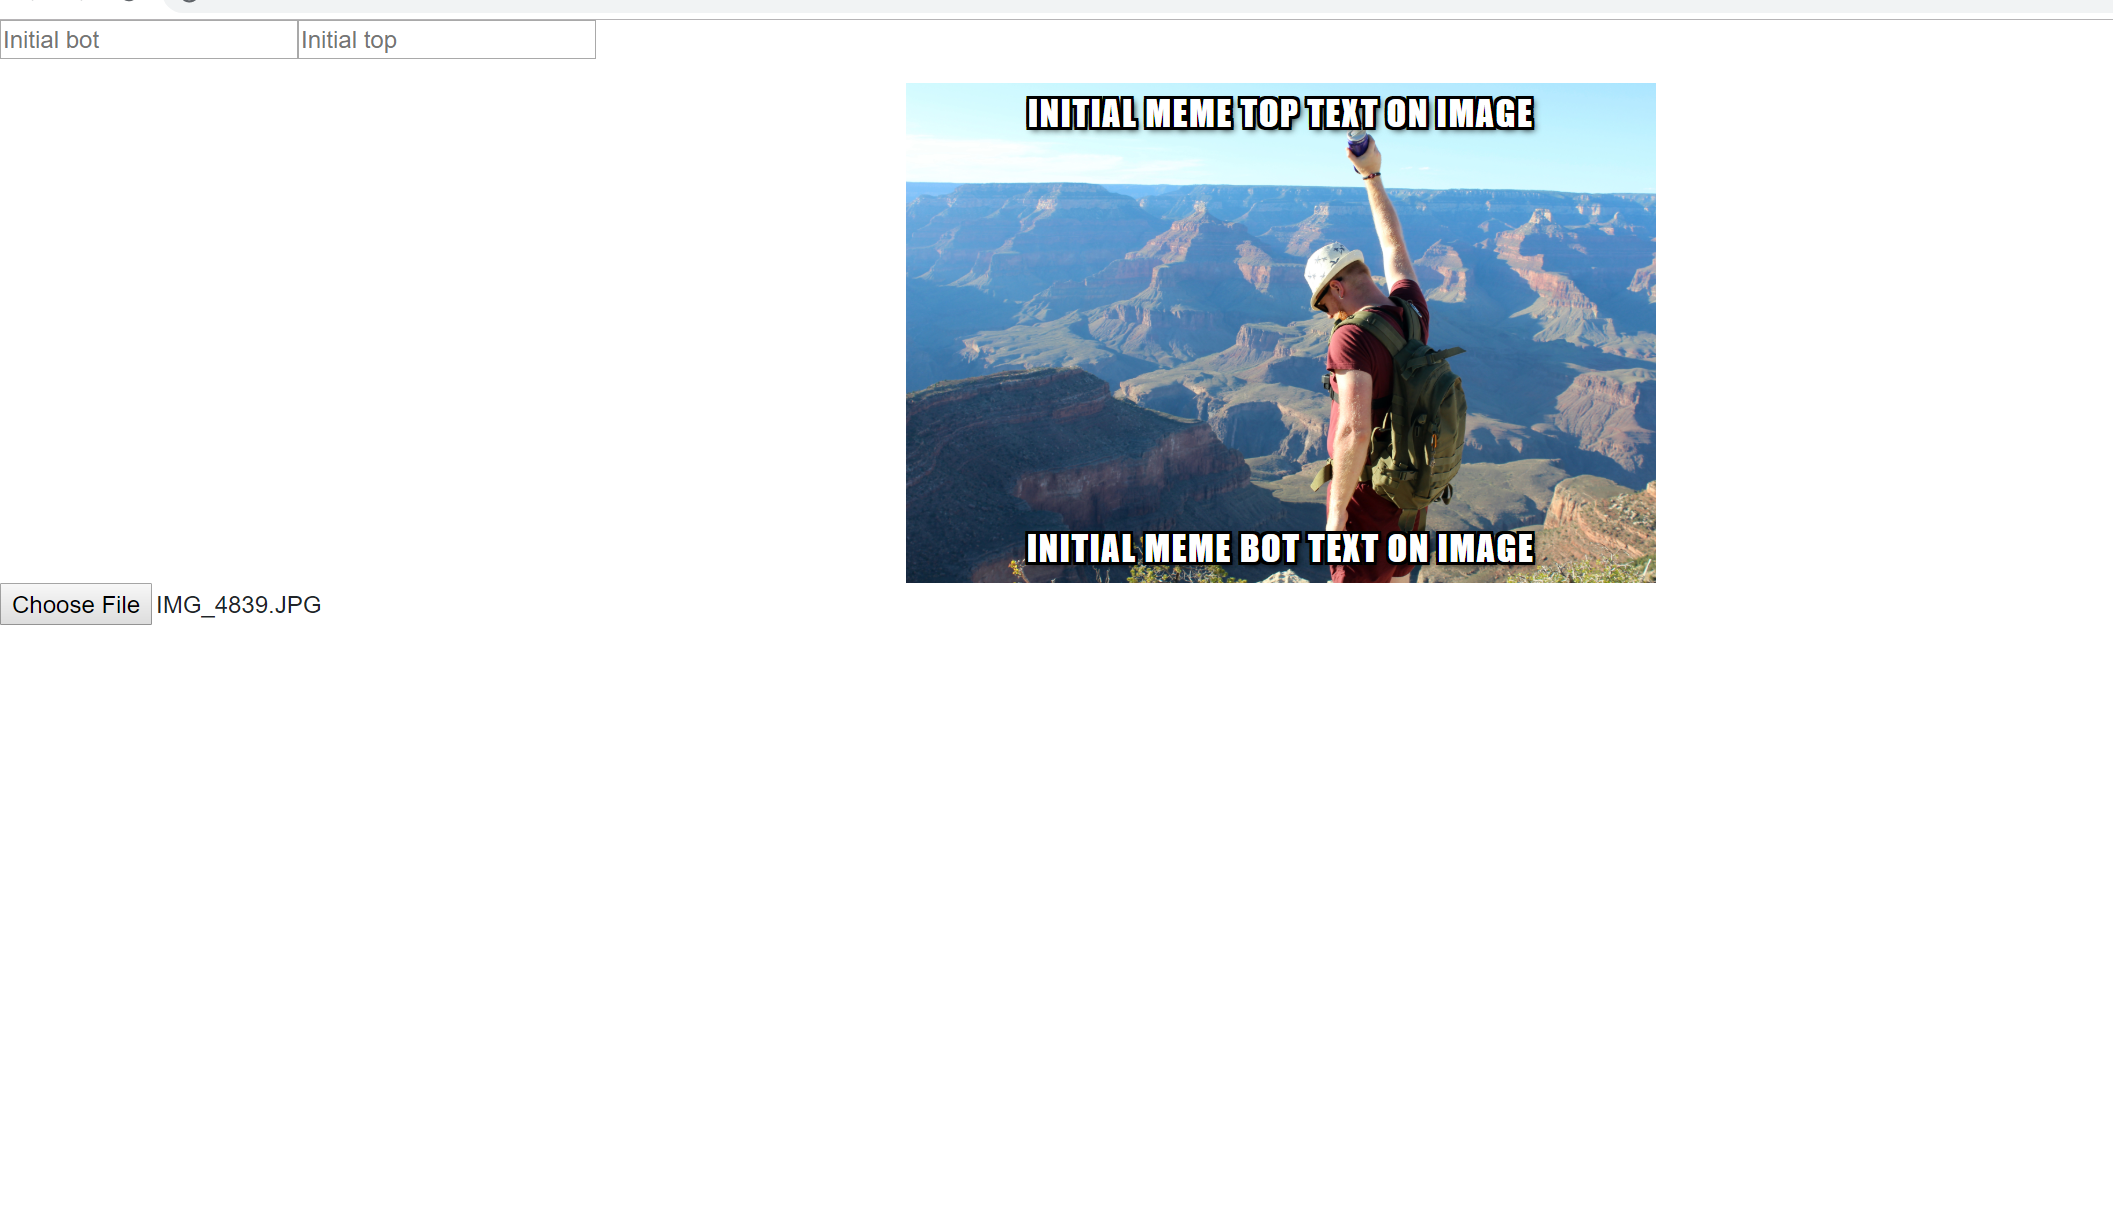 Initial bot
Initial top
INITIAL MEME TOP TEXT ON IMAGE
INITIAL MEME BOT TEXT ON IMAGE
Choose File IMG_4839.JPG